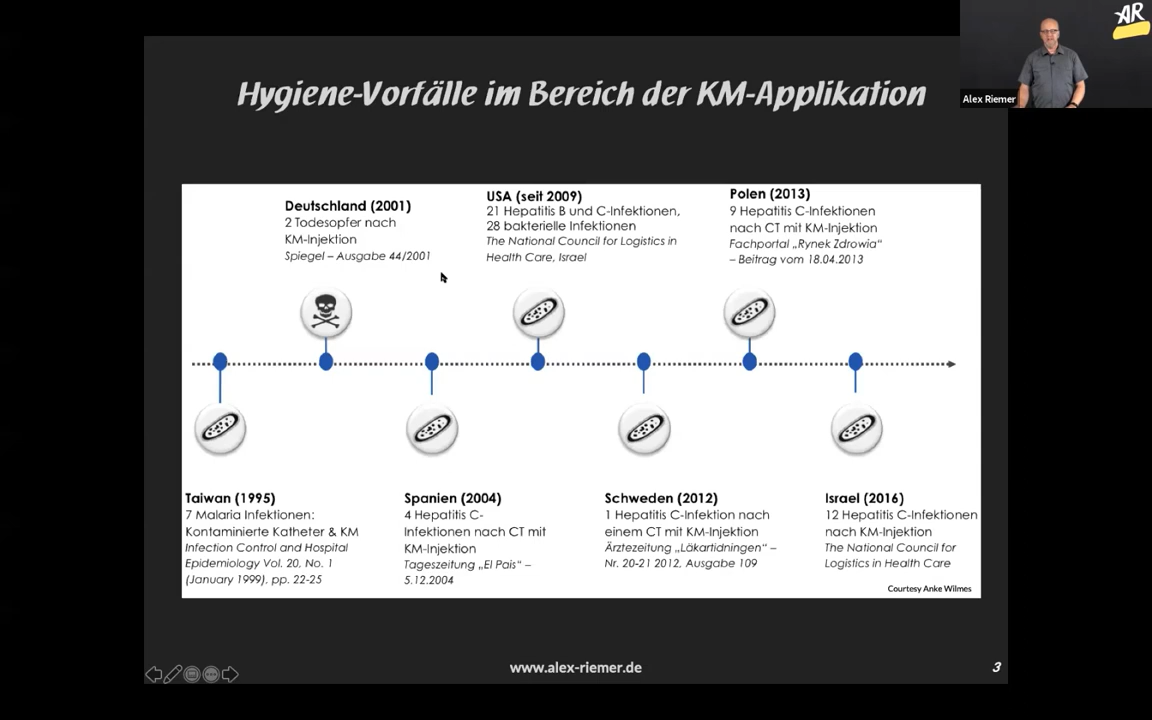 AR
Alex Riemer
Hygiene-Vorfälle im Bereich der KM-Applikation
Deutschland (2001)
2 Todesopfer nach
KM-Injektion
Spiegel – Ausgabe 44/2001
USA (seit 2009)
21 Hepatitis B und C-Infektionen,
28 bakterielle Infektionen
The National Council for Logistics in
Health Care, Israel
Polen (2013)
9 Hepatitis C-Infektionen
nach CT mit KM-Injektion
Fachportal „Rynek Zdrowia“
– Beitrag vom 18.04.2013
Taiwan (1995)
7 Malaria Infektionen:
Kontaminierte Katheter & KM
Infection Control and Hospital
Epidemiology Vol. 20, No. 1
(January 1999). pp. 22-25
Spanien (2004)
4 Hepatitis C-
Infektionen nach CT mit
KM-Injektion
Tageszeitung „El Pais“ –
5.12.2004
Schweden (2012)
1 Hepatitis C-Infektion nach
einem CT mit KM-Injektion
Ärztezeitung „Läkartidningen“ –
Nr. 20-21 2012, Ausgabe 109
Israel (2016)
12 Hepatitis C-Infektionen
nach KM-Injektion
The National Council for
Logistics in Health Care
Courtesy Anke Wilmes
www.alex-riemer.de
3